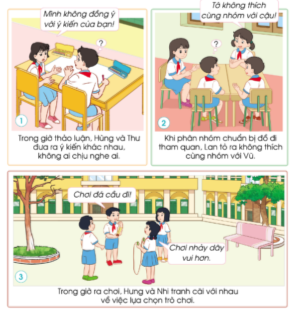 Mình không đồng ý
với ý kiến của bạn!
?
1
Trong giờ thảo luận, Hùng và Thu
đưa ra ý kiến khác nhau,
không ai chịu nghe ai.
Tớ không thích
cùng nhóm với cậu!
?
2
Khi phân nhóm chuẩn bị đồ đi
tham quan, Lan tỏ ra không thích
cùng nhóm với Vũ.
Chơi đá cầu đi!
Chơi nhảy dây
vui hơn.
3
Trong giờ ra chơi, Hưng và Nhi tranh cãi với nhau
về việc lựa chọn trò chơi.